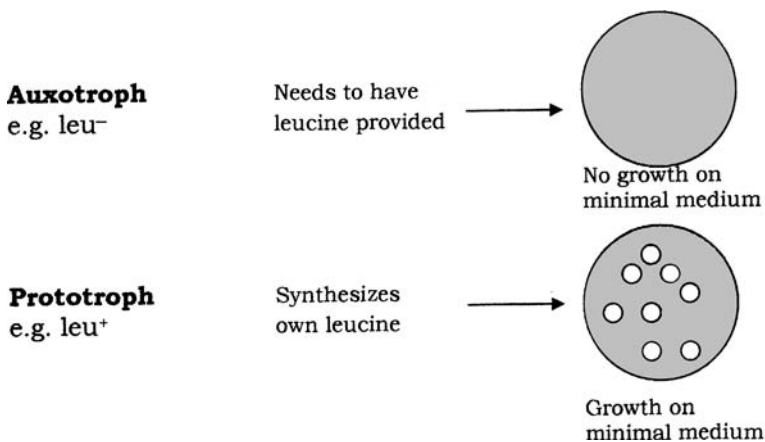 Auxotroph
e.g. leu⁻
Needs to have
leucine provided
No growth on
minimal medium
Prototroph
e.g. leu⁺
Synthesizes
own leucine
Growth on
minimal medium